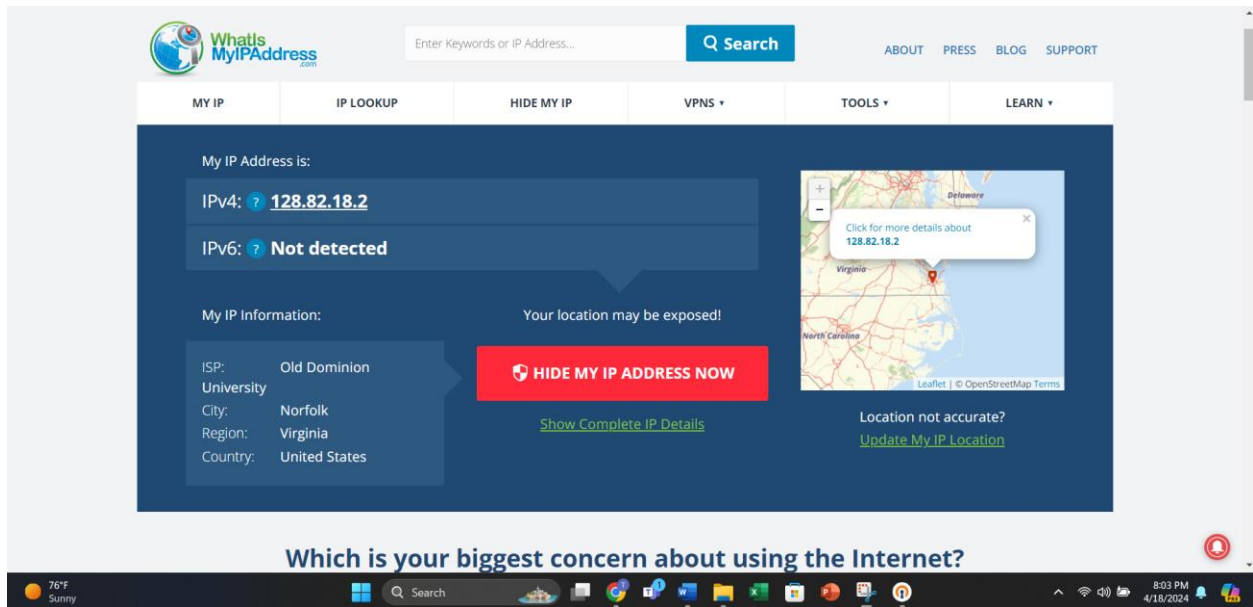 WhatIs
MyIPAddress
.com
Enter Keywords or IP Address...
Search
ABOUT PRESS BLOG SUPPORT
MY IP IP LOOKUP HIDE MY IP VPNS TOOLS LEARN
My IP Address is:
IPv4: ? 128.82.18.2
IPv6: ? Not detected
My IP Information:
ISP: Old Dominion
University
City: Norfolk
Region: Virginia
Country: United States
Your location may be exposed!
HIDE MY IP ADDRESS NOW
Show Complete IP Details
+
−
Delaware
Click for more details about
128.82.18.2
×
Virginia
North Carolina
Leaflet | © OpenStreetMap Terms
Location not accurate?
Update My IP Location
Which is your biggest concern about using the Internet?
76°F
Sunny
Search
8:03 PM
4/18/2024